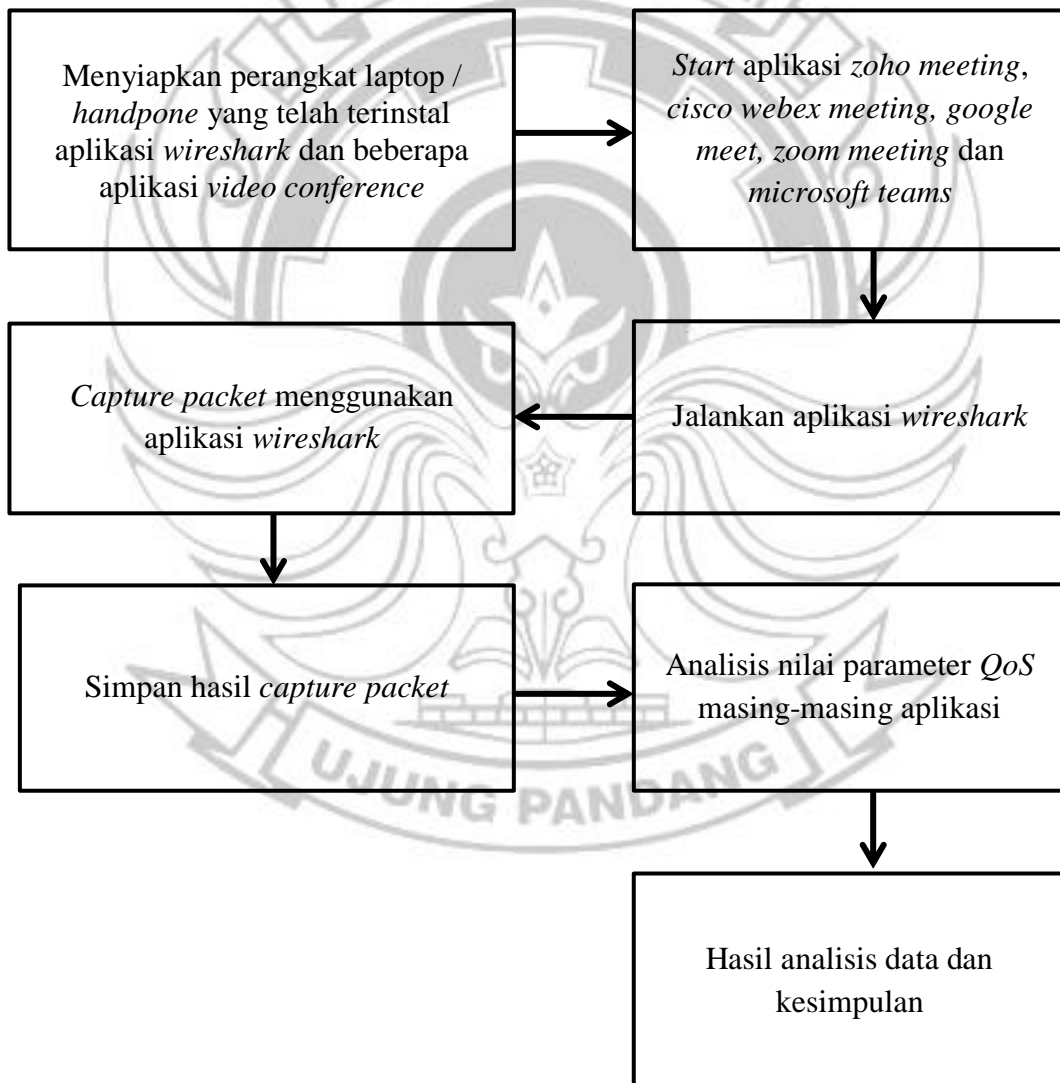 Menyiapkan perangkat laptop /
handpone yang telah terinstal
aplikasi wireshark dan beberapa
aplikasi video conference
Start aplikasi zoho meeting,
cisco webex meeting, google
meet, zoom meeting dan
microsoft teams
Jalankan aplikasi wireshark
Capture packet menggunakan
aplikasi wireshark
Simpan hasil capture packet
Analisis nilai parameter QoS
masing-masing aplikasi
Hasil analisis data dan
kesimpulan
UJUNG PANDANG